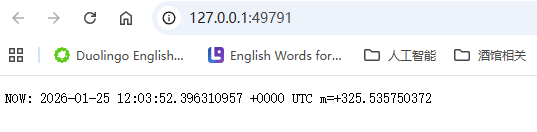 127.0.0.1:49791
Duolingo English... English Words for... 人工智能 酒馆相关
NOW: 2026-01-25 12:03:52.396310957 +0000 UTC m=+325.535750372